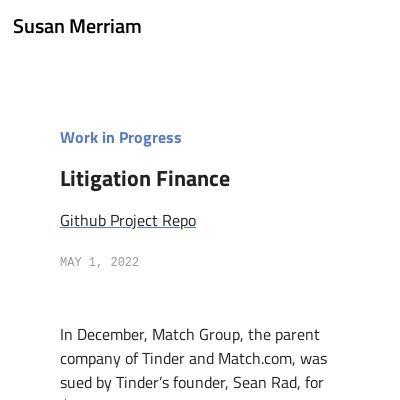 Susan Merriam
Work in Progress
Litigation Finance
Github Project Repo
MAY 1, 2022
In December, Match Group, the parent
company of Tinder and Match.com, was
sued by Tinder’s founder, Sean Rad, for